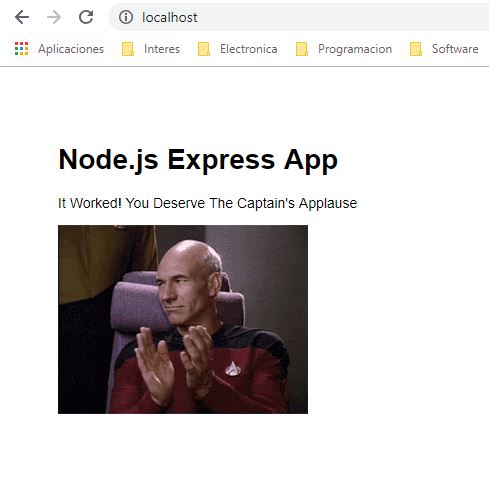 localhost
Aplicaciones Interes Electronica Programacion Software
Node.js Express App
It Worked! You Deserve The Captain's Applause